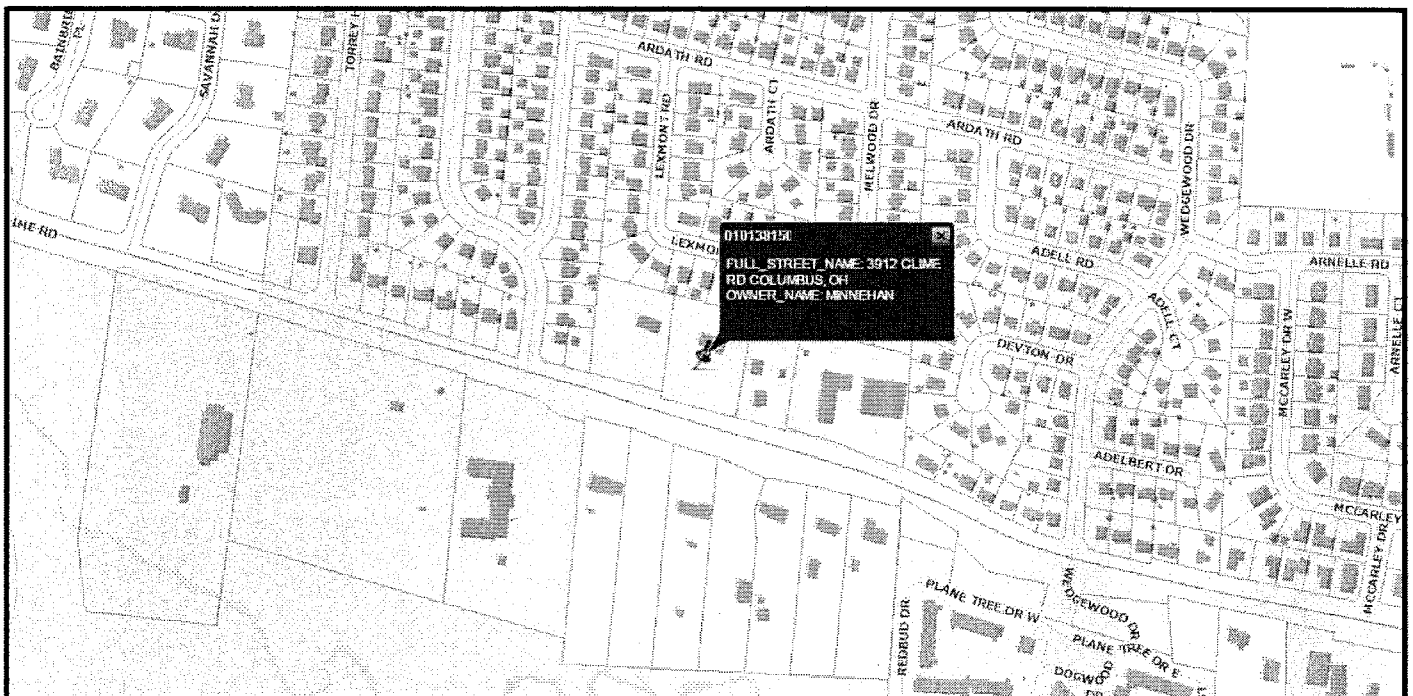 SAVANNAH D
ARDATH RD
LEXMONT RD
ARDATH CT
MELWOOD DR
ARDATH RD
WEDGEWOOD DR
IME RD
LEXMO
010138150
FULL_STREET_NAME: 3912 CLIME
RD COLUMBUS, OH
OWNER_NAME: MINNEHAN
ADELL RD
ARNELLE RD
ADELL CT
MCCARLEY DR W
ARNELLE CT
DEVTON DR
ADELBERT DR
MCCARLEY
MCCARLEY DR
REDBUD DR
PLANE TREE DR W
WEDGEWOOD DR
PLANE TREE DR E